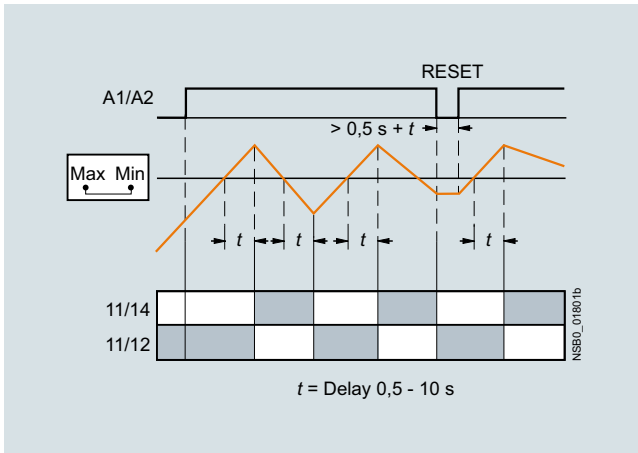 RESET
A1/A2
> 0,5 s + t
Max Min
t t t t
11/14
11/12
NSB0_01801b
t = Delay 0,5 - 10 s